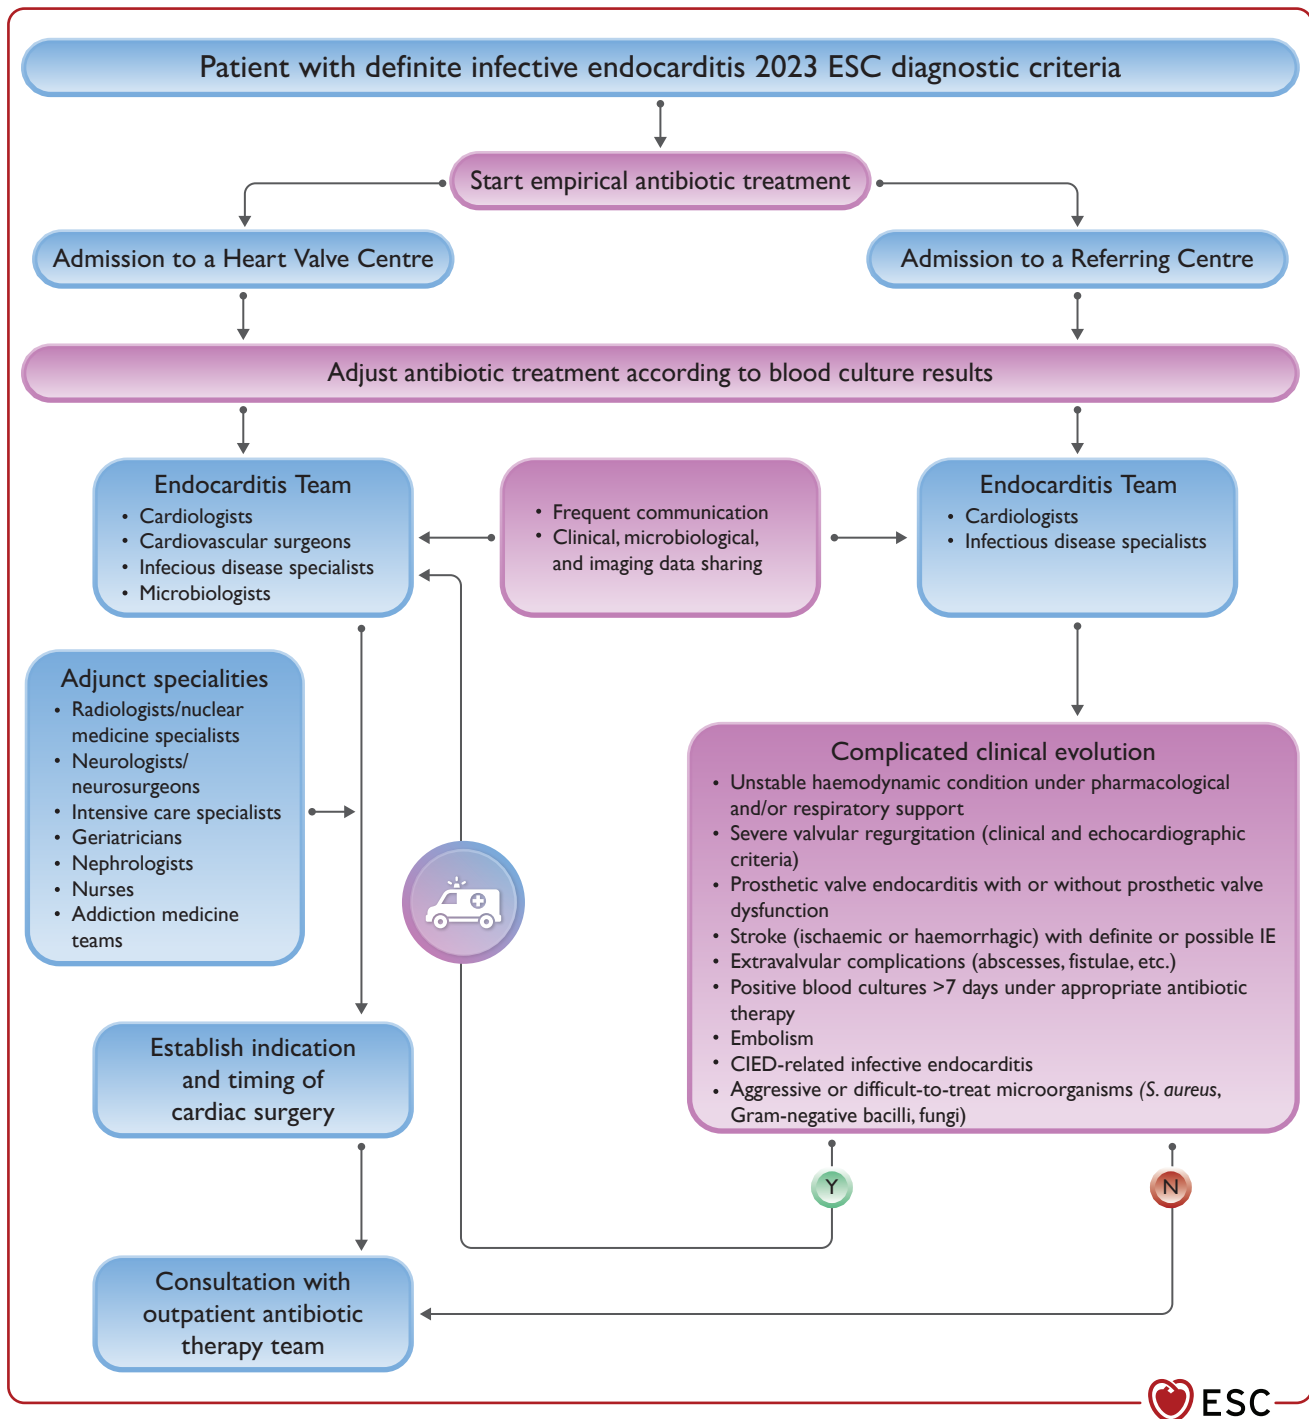 Patient with definite infective endocarditis 2023 ESC diagnostic criteria
Start empirical antibiotic treatment
Admission to a Heart Valve Centre
Admission to a Referring Centre
Adjust antibiotic treatment according to blood culture results
Endocarditis Team
• Cardiologists
• Cardiovascular surgeons
• Infecious disease specialists
• Microbiologists
• Frequent communication
• Clinical, microbiological,
and imaging data sharing
Endocarditis Team
• Cardiologists
• Infectious disease specialists
Adjunct specialities
• Radiologists/nuclear
medicine specialists
• Neurologists/
neurosurgeons
• Intensive care specialists
• Geriatricians
• Nephrologists
• Nurses
• Addiction medicine
teams
Complicated clinical evolution
• Unstable haemodynamic condition under pharmacological
and/or respiratory support
• Severe valvular regurgitation (clinical and echocardiographic
criteria)
• Prosthetic valve endocarditis with or without prosthetic valve
dysfunction
• Stroke (ischaemic or haemorrhagic) with definite or possible IE
• Extravalvular complications (abscesses, fistulae, etc.)
• Positive blood cultures >7 days under appropriate antibiotic
therapy
• Embolism
• CIED-related infective endocarditis
• Aggressive or difficult-to-treat microorganisms (S. aureus,
Gram-negative bacilli, fungi)
Establish indication
and timing of
cardiac surgery
Y
N
Consultation with
outpatient antibiotic
therapy team
ESC